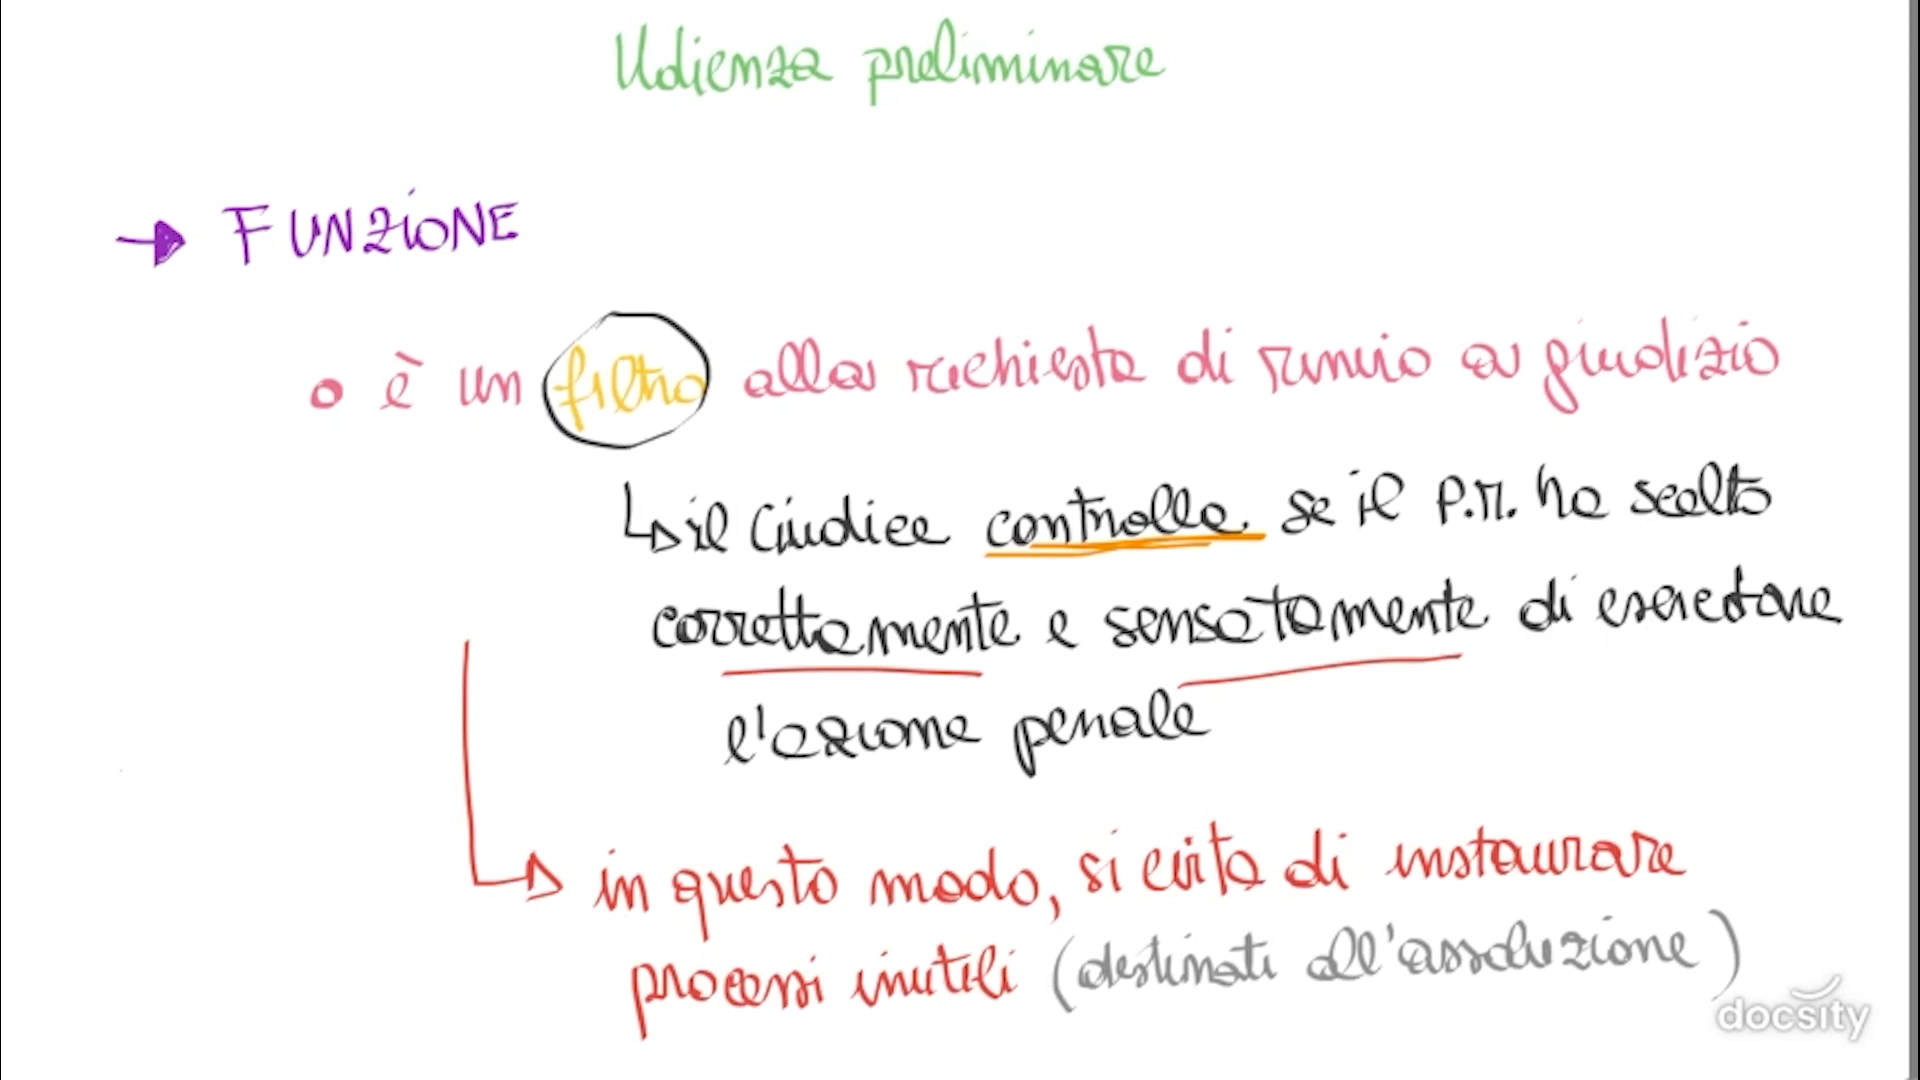 Udienza preliminare
→ FUNZIONE
o è un filtro alla richiesta di rinvio a giudizio
↳ il Giudice controlla se il P.M. ha scelto
correttamente e sensatamente di esercitare
l'azione penale
↳ in questo modo, si evita di instaurare
processi inutili (destinati all'assoluzione)
docsity